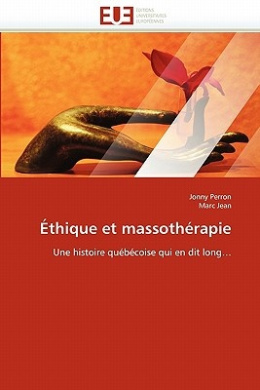 EUE
ÉDITIONS
UNIVERSITAIRES
EUROPÉENNES
Jonny Perron
Marc Jean
Éthique et massothérapie
Une histoire québécoise qui en dit long...